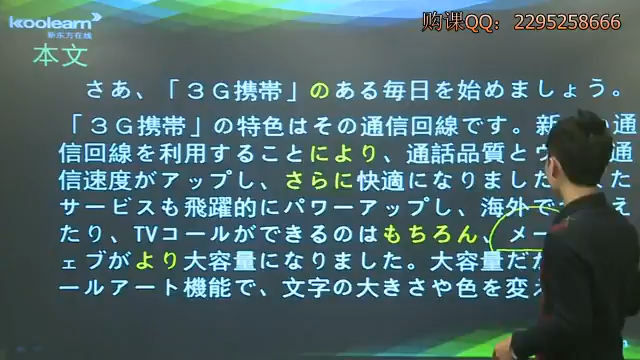 koolearn
新东方在线
购课QQ: 2295258666
本文
さあ、「3G携帯」のある毎日を始めましょう。
「3G携帯」の特色はその通信回線です。新 通
信回線を利用することにより、通話品質と 通
信速度がアップし、さらに快適になりました た
サービスも飛躍的にパワーアップし、海外で え
たり、TVコールができるのはもちろん、メー
ェブがより大容量になりました。大容量だ
ールアート機能で、文字の大きさや色を変